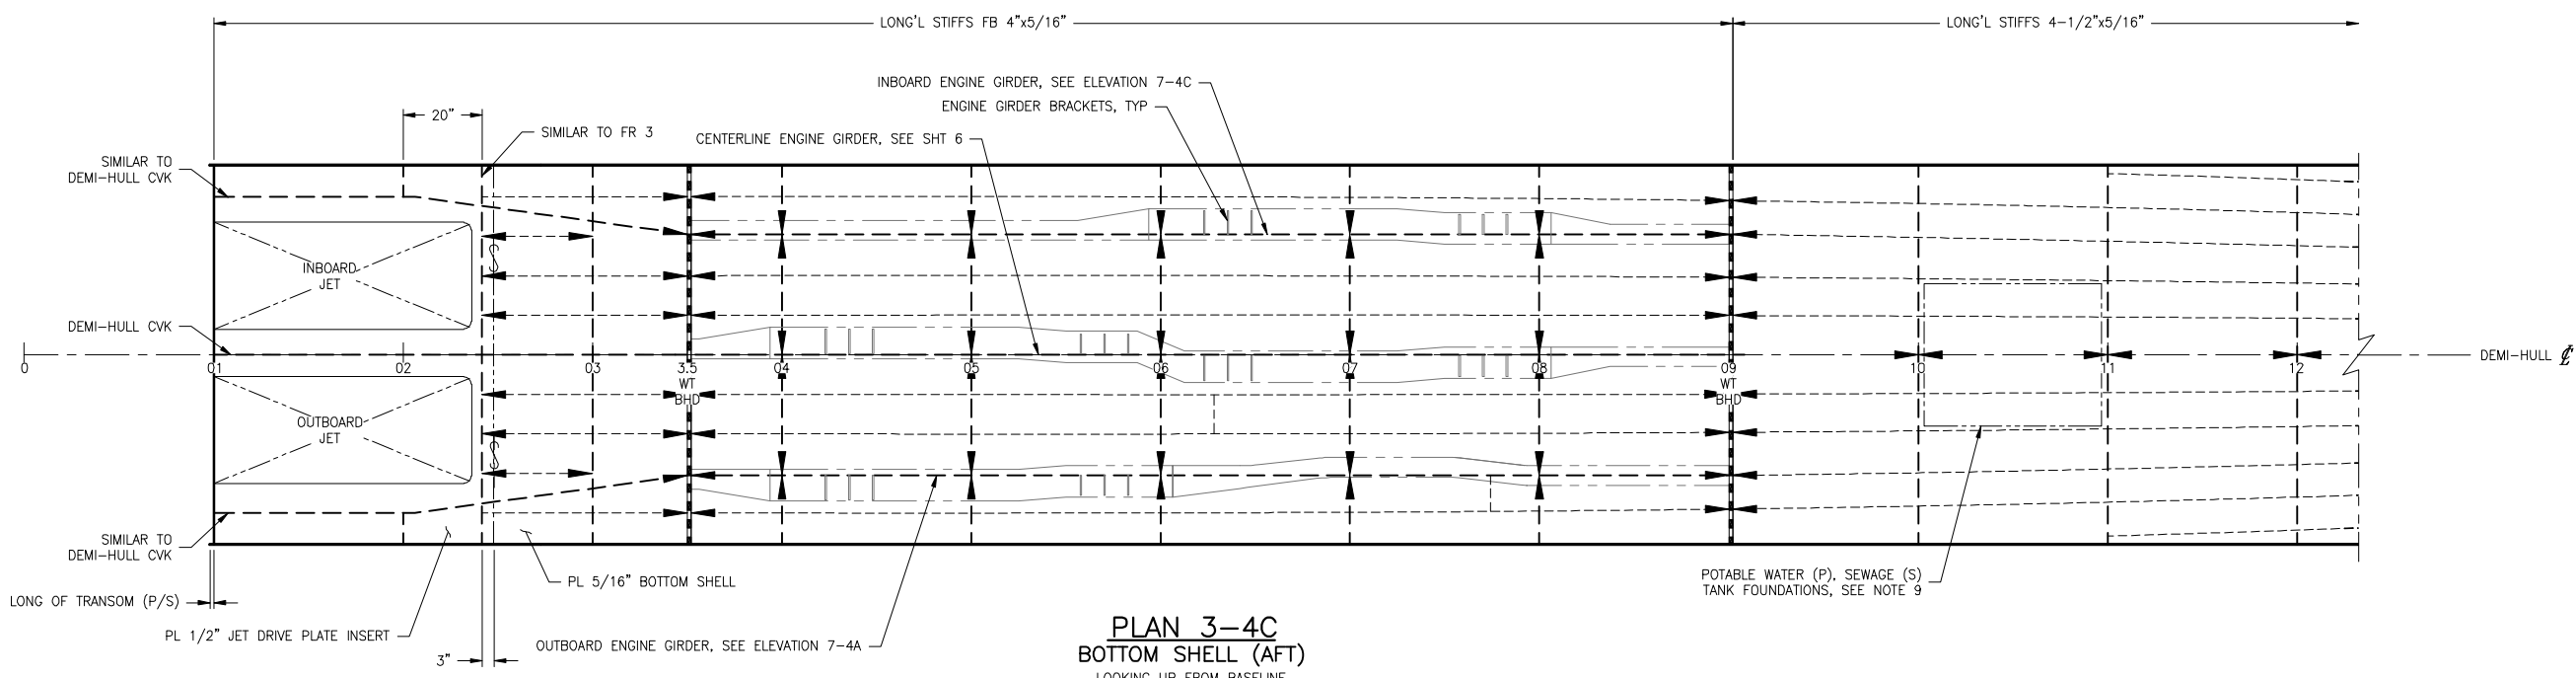 LONG'L STIFFS FB 4"x5/16"
LONG'L STIFFS 4-1/2"x5/16"
INBOARD ENGINE GIRDER, SEE ELEVATION 7-4C
ENGINE GIRDER BRACKETS, TYP
20"
SIMILAR TO FR 3
CENTERLINE ENGINE GIRDER, SEE SHT 6
SIMILAR TO
DEMI-HULL CVK
INBOARD
JET
DEMI-HULL CVK
DEMI-HULL ℄
0
01
02
03
3.5
WT
BHD
04
05
06
07
08
09
WT
BHD
10
11
12
OUTBOARD
JET
SIMILAR TO
DEMI-HULL CVK
PL 5/16" BOTTOM SHELL
POTABLE WATER (P), SEWAGE (S)
TANK FOUNDATIONS, SEE NOTE 9
LONG OF TRANSOM (P/S)
PL 1/2" JET DRIVE PLATE INSERT
OUTBOARD ENGINE GIRDER, SEE ELEVATION 7-4A
3"
PLAN 3-4C
BOTTOM SHELL (AFT)
LOOKING UP FROM BASELINE